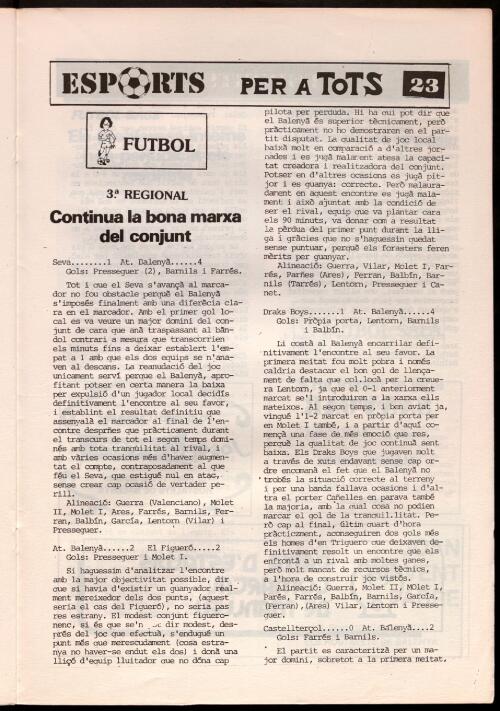 ESPORTS PER A TOTS 23
FUTBOL
3.ª REGIONAL
Continua la bona marxa
del conjunt
Seva........1 At. Balenyà......4
Gols: Presseguer (2), Barnils i Farrés.
Tot i que el Seva s'avançà al marca-
dor no fou obstacle perquè el Balenyà
s'imposés finalment amb una diferència cla-
ra en el marcador. Amb el primer gol lo-
cal es va veure un major domini del con-
junt de cara que anà traspassant al bàn-
dol contrari a mesura que transcorrien
els minuts fins a deixar establert l'em-
pat a 1 amb que els dos equips se n'ana-
ven al descans. La reanudació del joc
unicament serví perque el Balenyà, apro-
fitant potser en certa manera la baixa
per expulsió d'un jugador local decidís
definitivament l'encontre al seu favor,
i establint el resultat definitiu que
assenyalà el marcador al final de l'en-
contre després que pràcticament durant
el transcurs de tot el segon temps domi-
nés amb tota tranquilitat al rival, i
amb vàries ocasions més d'haver augmen-
tat el compte, contraposadament al que
féu el Seva, que estigué mul en atac,
sense crear cap ocasió de vertader pe-
rill.
Alineació: Guerra (Valenciano), Molet
II, Molet I, Ares, Farrés, Barnils, Fer-
ran, Balbín, García, Lentorn (Vilar) i
Presseguer.
At. Balenyà......2 El Figueró.....2
Gols: Presseguer i Molet I.
Si haguessim d'analitzar l'encontre
amb la major objectivitat possible, dir
que si havia d'existir un guanyador real-
ment mereixedor dels dos punts, (aquest
seria el cas del Figueró), no seria pas
res estrany. El modest conjunt figuero-
nenc, si és que se'n dir modest, des-
prés del joc que efectuà, s'endugué un
punt més que merescudament (cosa estra-
nya no haver-se endut els dos) i donà una
lliçó d'equip lluitador que no dóna cap
pilota per perduda. Hi ha qui pot dir que
el Balenyà és superior tècnicament, però
pràcticament no ho demostraren en el par-
tit disputat. La qualitat de joc local
baixà molt en comparació a d'altres jor-
nades i es jugà malament atesa la capaci-
tat creadora i realitzadora del conjunt.
Potser en d'altres ocasions es jugà pit-
jor i es guanya: correcte. Però malaura-
dament en aquest encontre es jugà mala-
ment i això ajuntat amb la condició de
ser el rival, equip que va plantar cara
els 90 minuts, va donar com a resultat
la pèrdua del primer punt durant la lli-
ga i gràcies que no s'haguessin quedat
sense puntuar, perquè els forasters feren
mèrits per guanyar.
Alineació: Guerra, Vilar, Molet I, Far-
rés, Parñes (Ares), Ferran, Balbín, Bar-
nils (Tarrés), Lentorn, Presseguer i Ca-
net.
Draks Boys.......1 At. Balenyà.....4
Gols: Pròpia porta, Lentorn, Barnils
i Balbín.
Li costà al Balenyà encarrilar defi-
nitivament l'encontre al seu favor. La
primera meitat fou molt pobra i només
caldria destacar el bon gol de llença-
ment de falta que col.locà per la creue-
ra Lentorn, ja que el 0-1 anteriorment
marcat se'l introduiren a la xarxa ells
mateixos. Al segon temps, i ben aviat ja,
vingué l'1-2 marcat en pròpia porta per
en Molet I també, i a partir d'aquí co-
mençà una fase de més emoció que res,
perquè la qualitat de joc continuà sent
baixa. Els Draks Boys que jugaven molt
a través de xuts endavant sense cap or-
dre encomanà el fet que el Balenyà no
trobés la situació correcte al terreny
i per una banda fallava ocasions i d'al-
tra el porter Cañelles en parava també
la majoria, amb la qual cosa no podien
marcar el gol de la tranquil.litat. Pe-
rò cap al final, últim quart d'hora
pràcticzment, aconseguiren dos gols més
els homes d'en Triguero que deixaven de-
finitivament resolt un encontre que els
enfrontà a un rival amb moltes ganes,
però molt mancat de recursos tècnics,
a l'hora de construir joc vistós.
Alineació: Guerra, Molet II, Molet I,
Parés, Farrés, Balbín, Barnils, García,
(Ferran),(Ares) Vilar, Lentorn i Presse-
guer.
Castellterçol.....0 At. Balenyà....2
Gols: Farrés i Barnils.
El partit es caracteritzà per un ma-
jor domini, sobretot a la primera meitat,